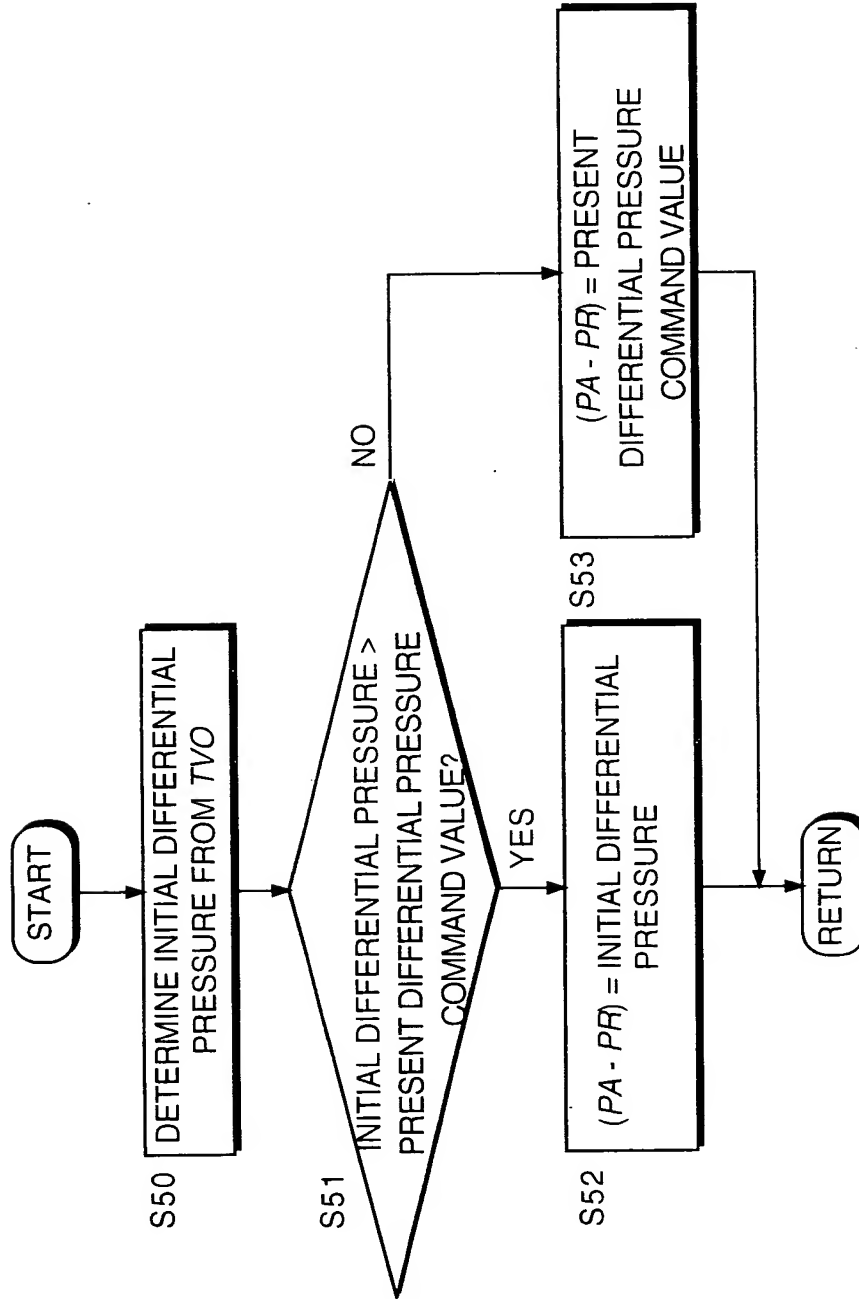 START
S50
DETERMINE INITIAL DIFFERENTIAL
PRESSURE FROM TVO
S51
INITIAL DIFFERENTIAL PRESSURE >
PRESENT DIFFERENTIAL PRESSURE
COMMAND VALUE?
NO
YES
S52
(PA - PR) = INITIAL DIFFERENTIAL
PRESSURE
S53
(PA - PR) = PRESENT
DIFFERENTIAL PRESSURE
COMMAND VALUE
RETURN